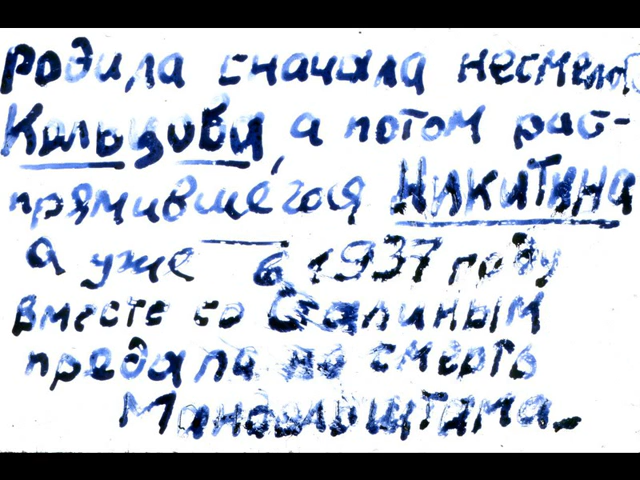 родила сначала несмелого
Кольцова, а потом рас-
прямившегося Никитина
а уже в 1937 году
вместе со Сталиным
предала на смерть
Мандельштама.